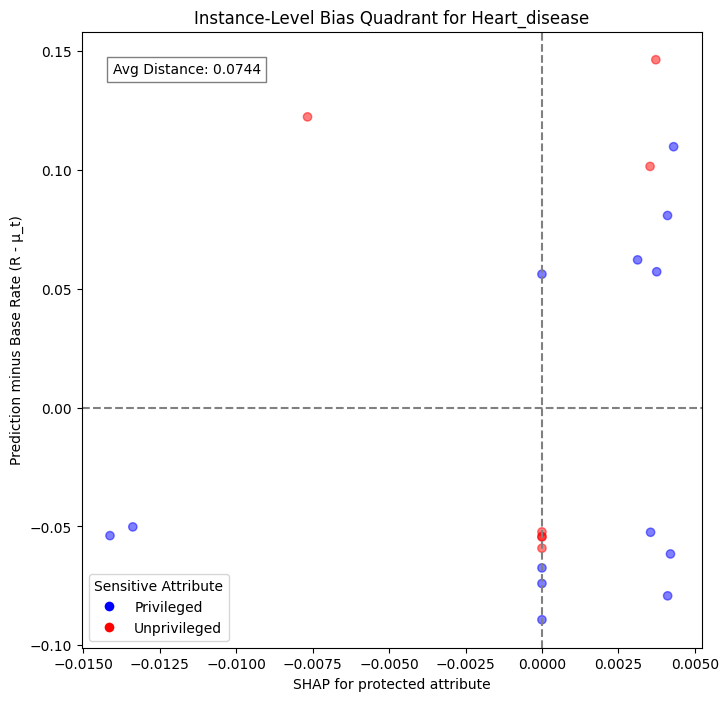 Instance-Level Bias Quadrant for Heart_disease
Avg Distance: 0.0744
Prediction minus Base Rate (R - μ_t)
0.15
0.10
0.05
0.00
−0.05
−0.10
Sensitive Attribute
Privileged
Unprivileged
−0.0150 −0.0125 −0.0100 −0.0075 −0.0050 −0.0025 0.0000 0.0025 0.0050
SHAP for protected attribute